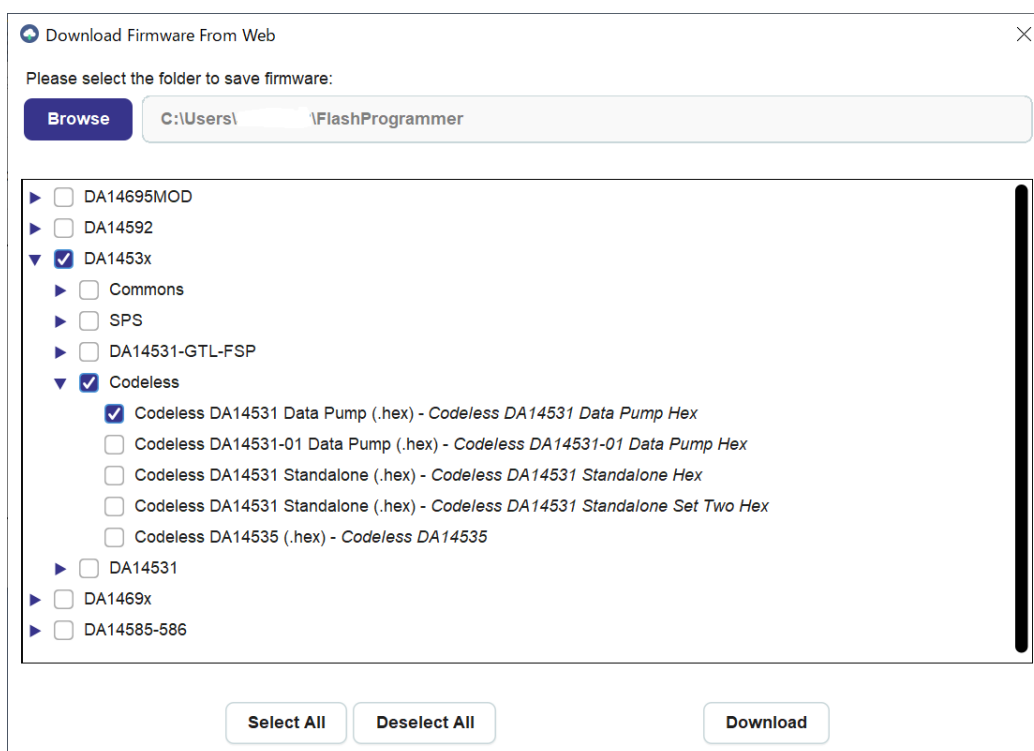 Download Firmware From Web
Please select the folder to save firmware:
Browse C:\Users\ \FlashProgrammer
DA14695MOD
DA14592
DA1453x
Commons
SPS
DA14531-GTL-FSP
Codeless
Codeless DA14531 Data Pump (.hex) - Codeless DA14531 Data Pump Hex
Codeless DA14531-01 Data Pump (.hex) - Codeless DA14531-01 Data Pump Hex
Codeless DA14531 Standalone (.hex) - Codeless DA14531 Standalone Hex
Codeless DA14531 Standalone (.hex) - Codeless DA14531 Standalone Set Two Hex
Codeless DA14535 (.hex) - Codeless DA14535
DA14531
DA1469x
DA14585-586
Select All Deselect All Download